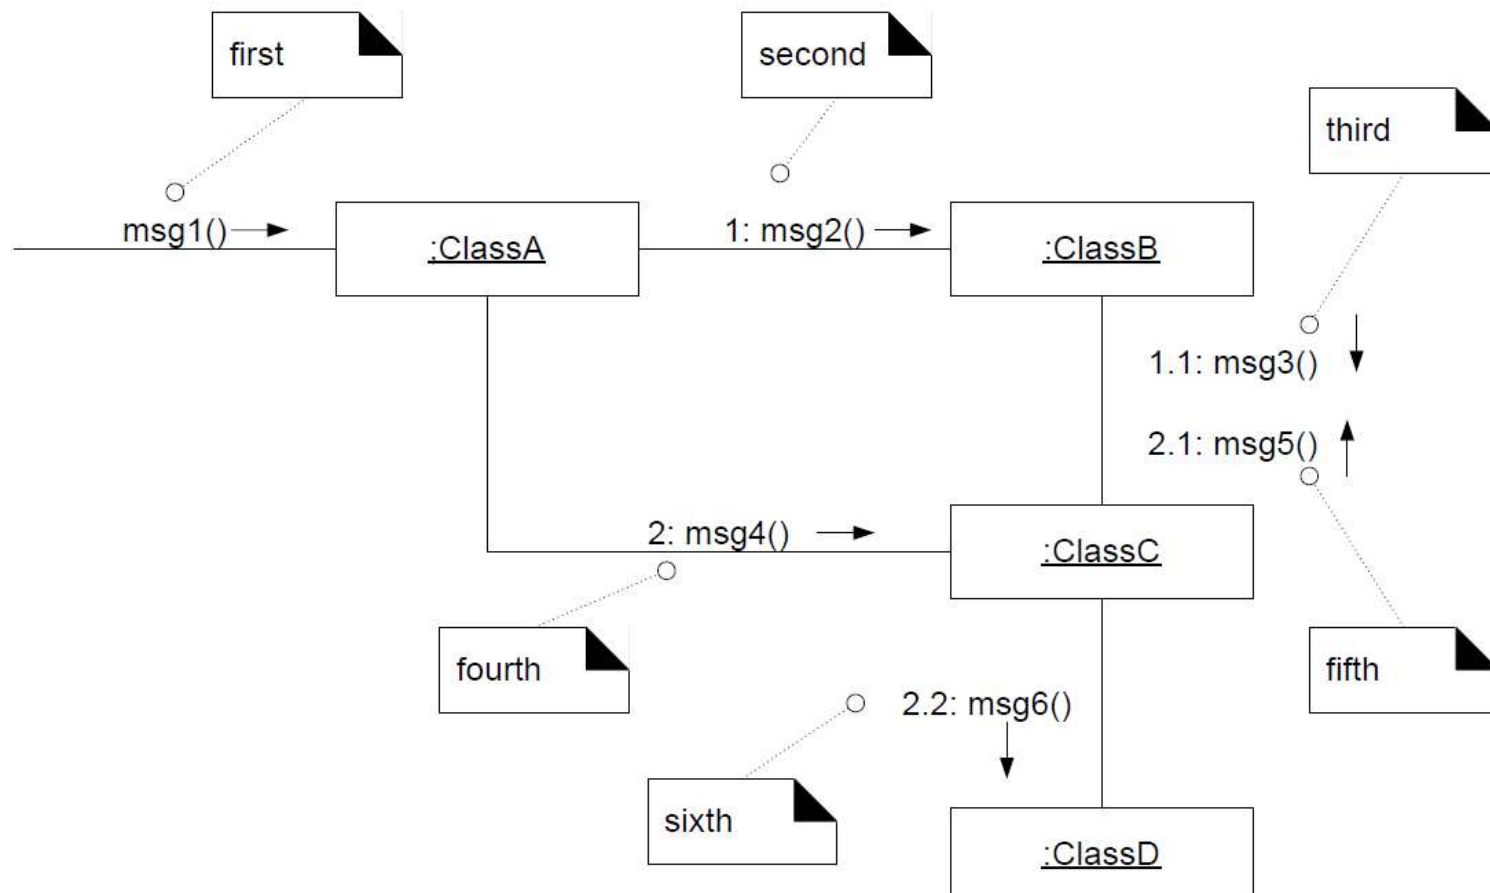 first
second
third
msg1()
:ClassA
1: msg2()
:ClassB
1.1: msg3()
2.1: msg5()
2: msg4()
:ClassC
fourth
fifth
2.2: msg6()
sixth
:ClassD